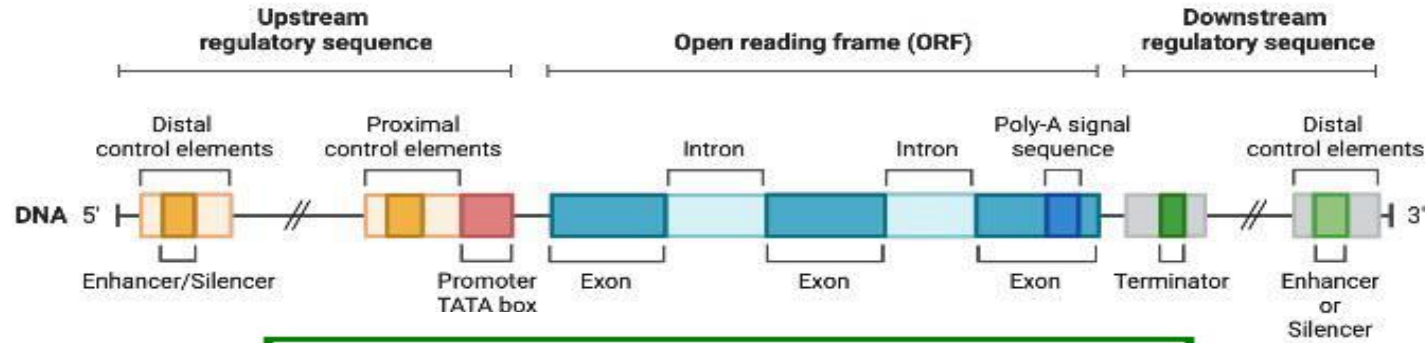 Upstream
regulatory sequence
Open reading frame (ORF)
Downstream
regulatory sequence
Distal
control elements
Proximal
control elements
Intron
Intron
Poly-A signal
sequence
Distal
control elements
DNA 5' 3'
Enhancer/Silencer
Promoter
TATA box
Exon
Exon
Exon
Terminator
Enhancer
or
Silencer